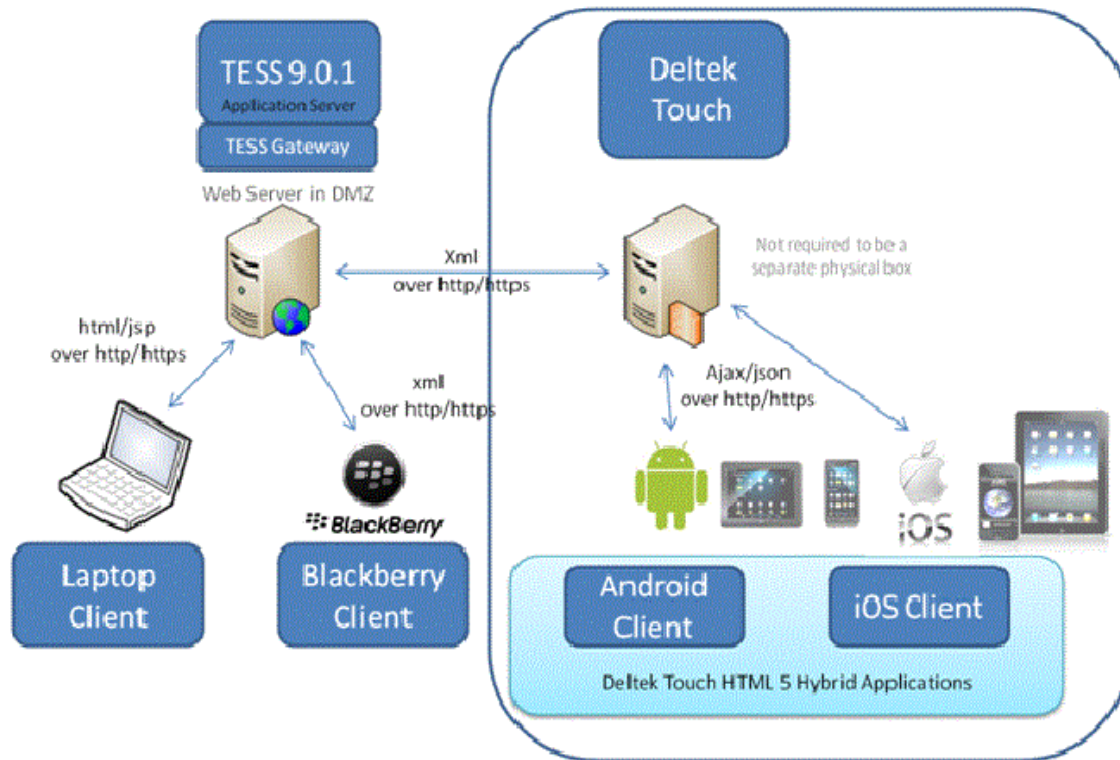 TESS 9.0.1
Application Server
TESS Gateway
Web Server in DMZ
Deltek
Touch
Not required to be a
separate physical box
Xml
over http/https
html/jsp
over http/https
xml
over http/https
Ajax/json
over http/https
BlackBerry
iOS
Laptop
Client
Blackberry
Client
Android
Client
iOS Client
Deltek Touch HTML 5 Hybrid Applications